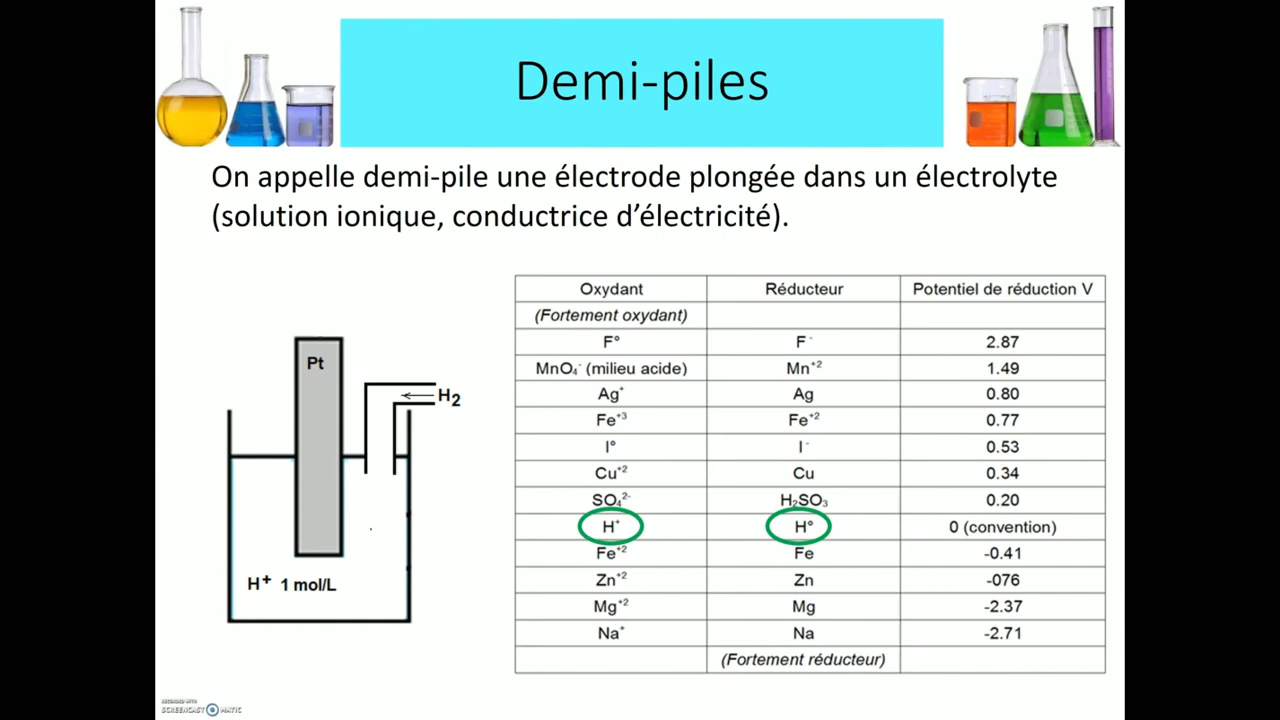 Demi-piles
On appelle demi-pile une électrode plongée dans un électrolyte
(solution ionique, conductrice d’électricité).
Pt
H₂
H⁺ 1 mol/L
Oxydant Réducteur Potentiel de réduction V
(Fortement oxydant)
F° F⁻ 2.87
MnO₄⁻ (milieu acide) Mn⁺² 1.49
Ag⁺ Ag 0.80
Fe⁺³ Fe⁺² 0.77
I° I⁻ 0.53
Cu⁺² Cu 0.34
SO₄²⁻ H₂SO₃ 0.20
H⁺ H° 0 (convention)
Fe⁺² Fe -0.41
Zn⁺² Zn -076
Mg⁺² Mg -2.37
Na⁺ Na -2.71
(Fortement réducteur)
RECORDED WITH
SCREENCAST MATIC